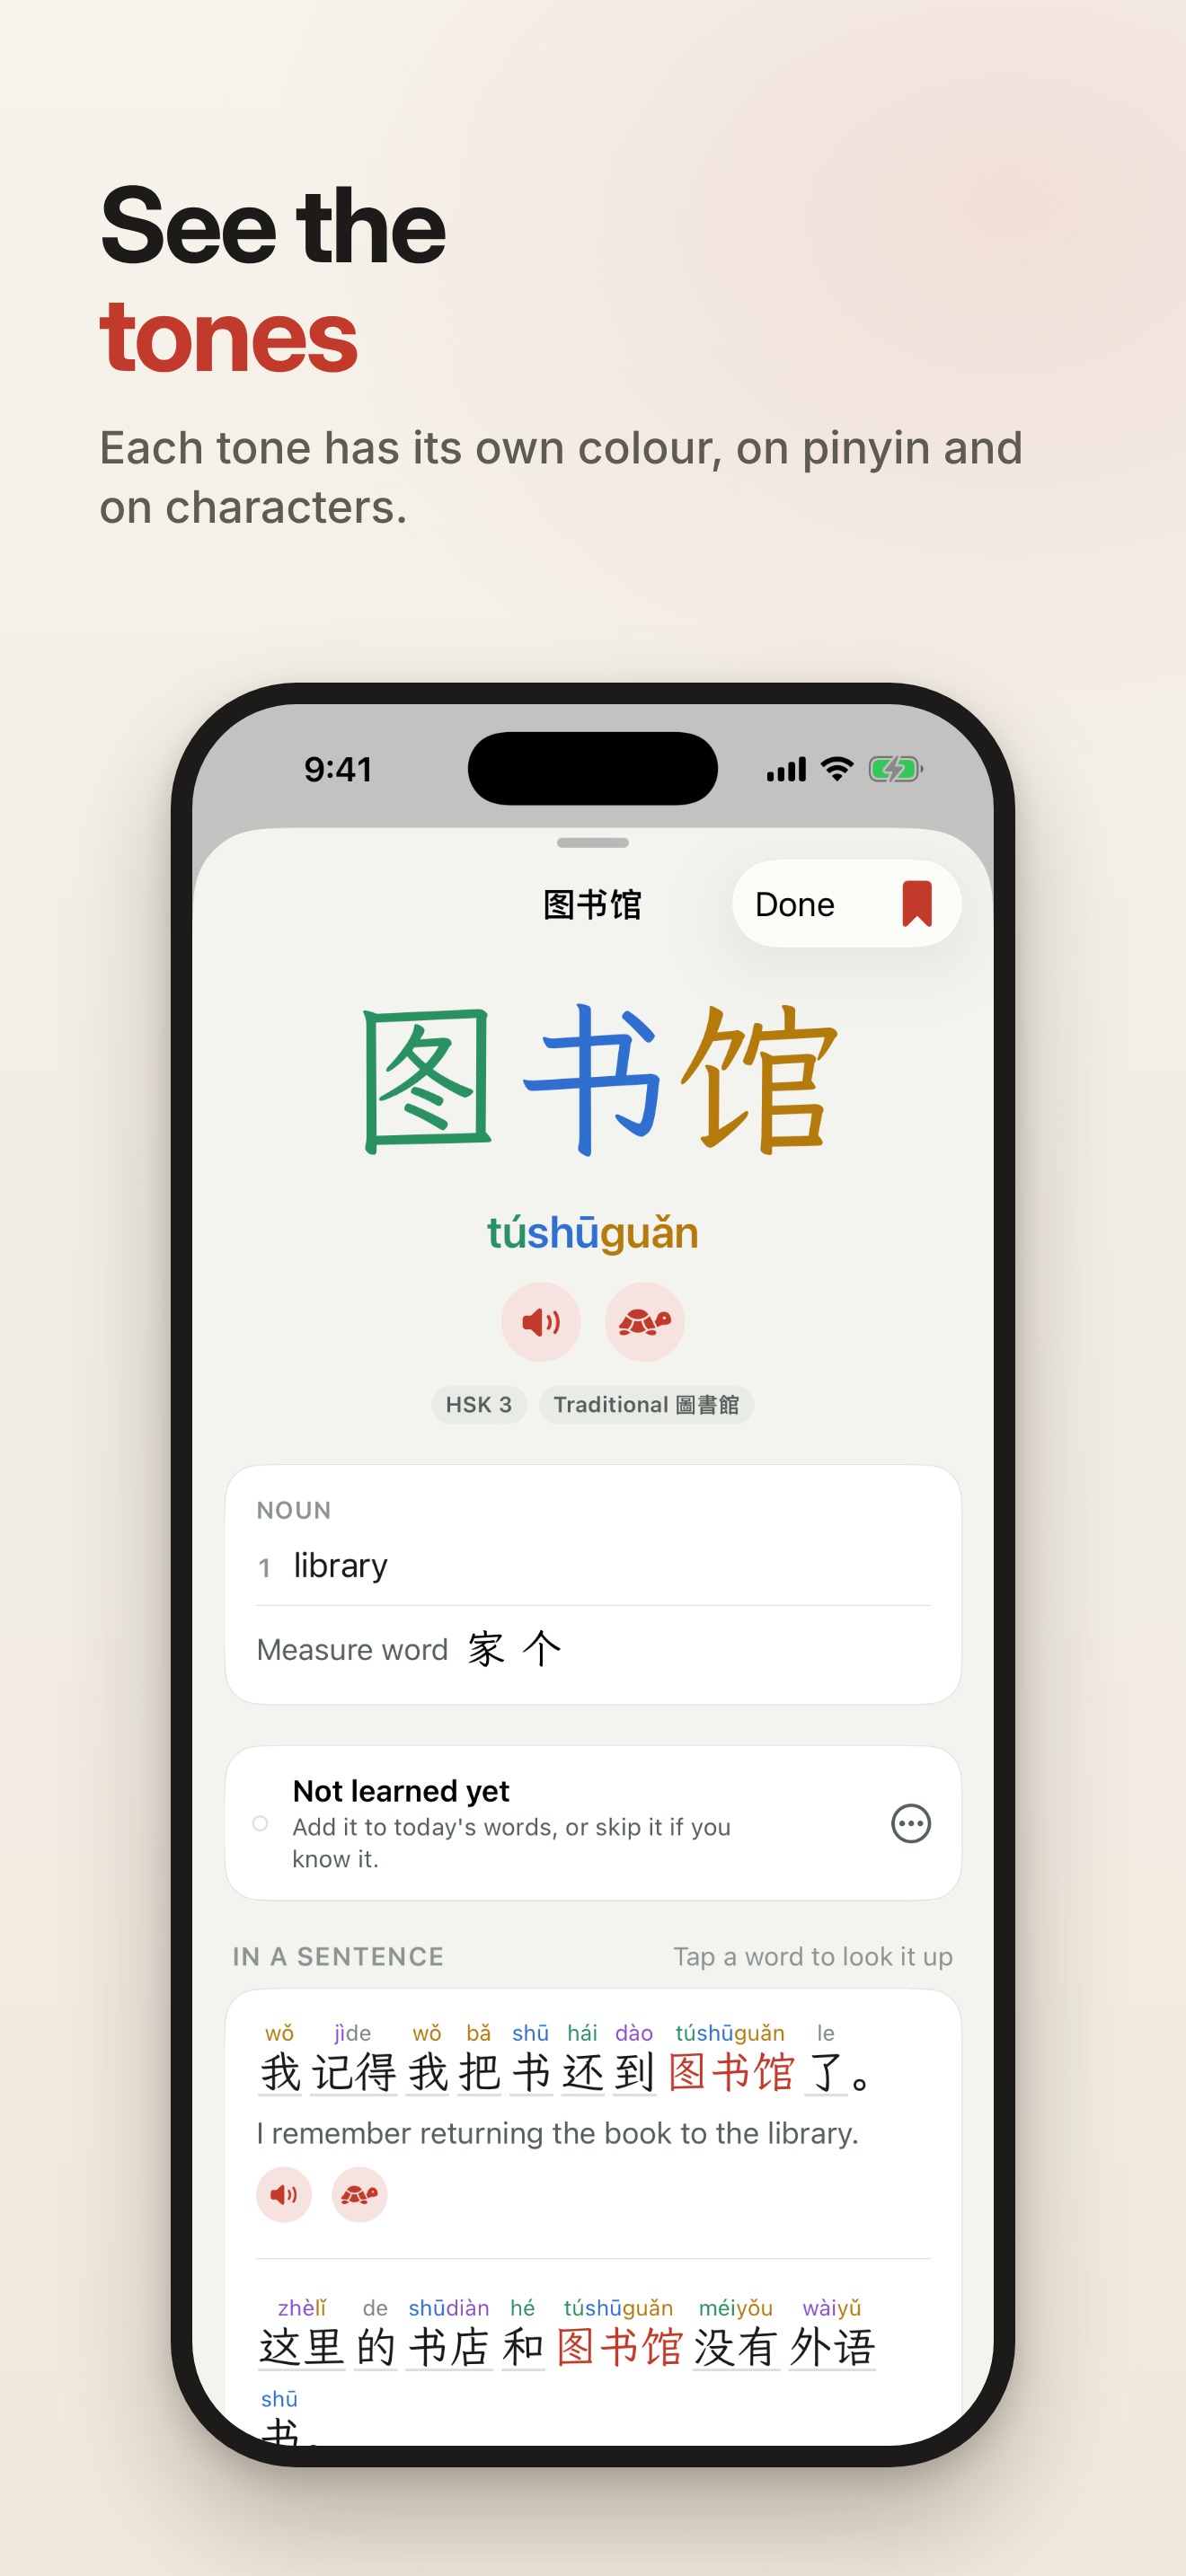 See the
tones
Each tone has its own colour, on pinyin and
on characters.
9:41
图书馆
Done
图书馆
túshūguǎn
HSK 3 Traditional 圖書館
NOUN
1 library
Measure word 家 个
Not learned yet
Add it to today's words, or skip it if you
know it.
IN A SENTENCE Tap a word to look it up
wǒ jìde wǒ bǎ shū hái dào túshūguǎn le
我 记得 我 把 书 还 到 图书馆 了。
I remember returning the book to the library.
zhèlǐ de shūdiàn hé túshūguǎn méiyǒu wàiyǔ
这里 的 书店 和 图书馆 没有 外语
shū
书。